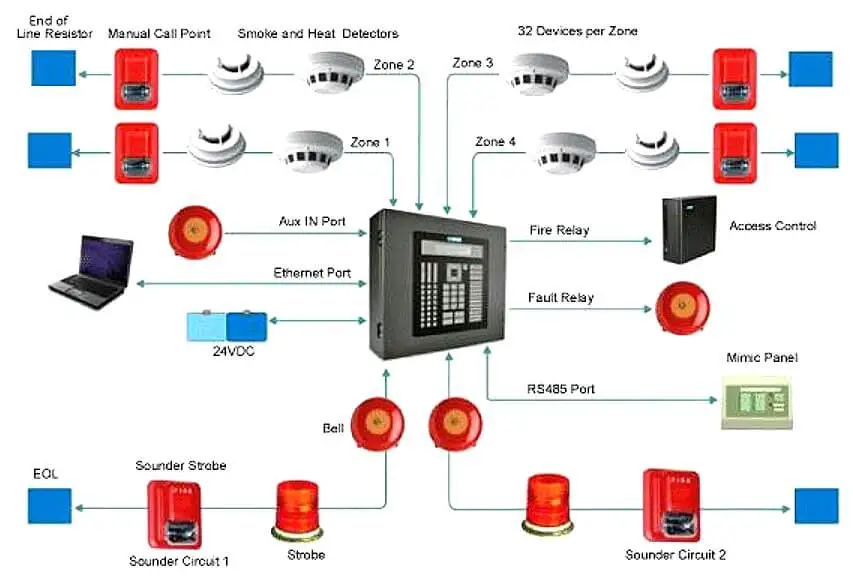 End of
Line Resistor
Manual Call Point
Smoke and Heat Detectors
32 Devices per Zone
Zone 2
Zone 3
Zone 1
Zone 4
Aux IN Port
Fire Relay
Access Control
Ethernet Port
Fault Relay
24VDC
Mimic Panel
RS485 Port
Bell
EOL
Sounder Strobe
FIRE
Sounder Circuit 1
Strobe
FIRE
Sounder Circuit 2